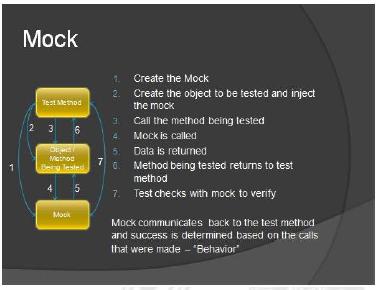 Mock
1. Create the Mock
2. Create the object to be tested and inject
the mock
3. Call the method being tested
4. Mock is called
5. Data is returned
6. Method being tested returns to test
method
7. Test checks with mock to verify
Mock communicates back to the test method
and success is determined based on the calls
that were made – "Behavior"
Test Method
2 3 6
Object /
Method
Being Tested
1 7
4 5
Mock